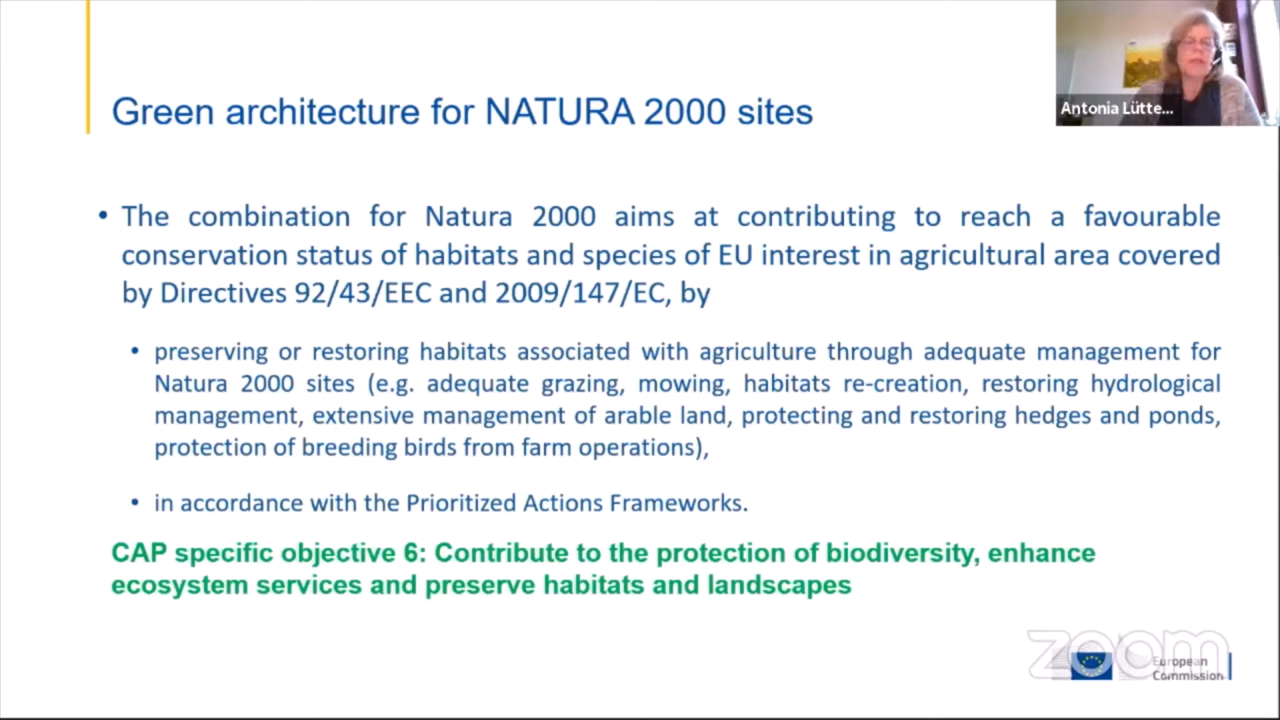 Antonia Lütte...
Green architecture for NATURA 2000 sites
• The combination for Natura 2000 aims at contributing to reach a favourable
conservation status of habitats and species of EU interest in agricultural area covered
by Directives 92/43/EEC and 2009/147/EC, by
• preserving or restoring habitats associated with agriculture through adequate management for
Natura 2000 sites (e.g. adequate grazing, mowing, habitats re-creation, restoring hydrological
management, extensive management of arable land, protecting and restoring hedges and ponds,
protection of breeding birds from farm operations),
• in accordance with the Prioritized Actions Frameworks.
CAP specific objective 6: Contribute to the protection of biodiversity, enhance
ecosystem services and preserve habitats and landscapes
zoom
European
Commission